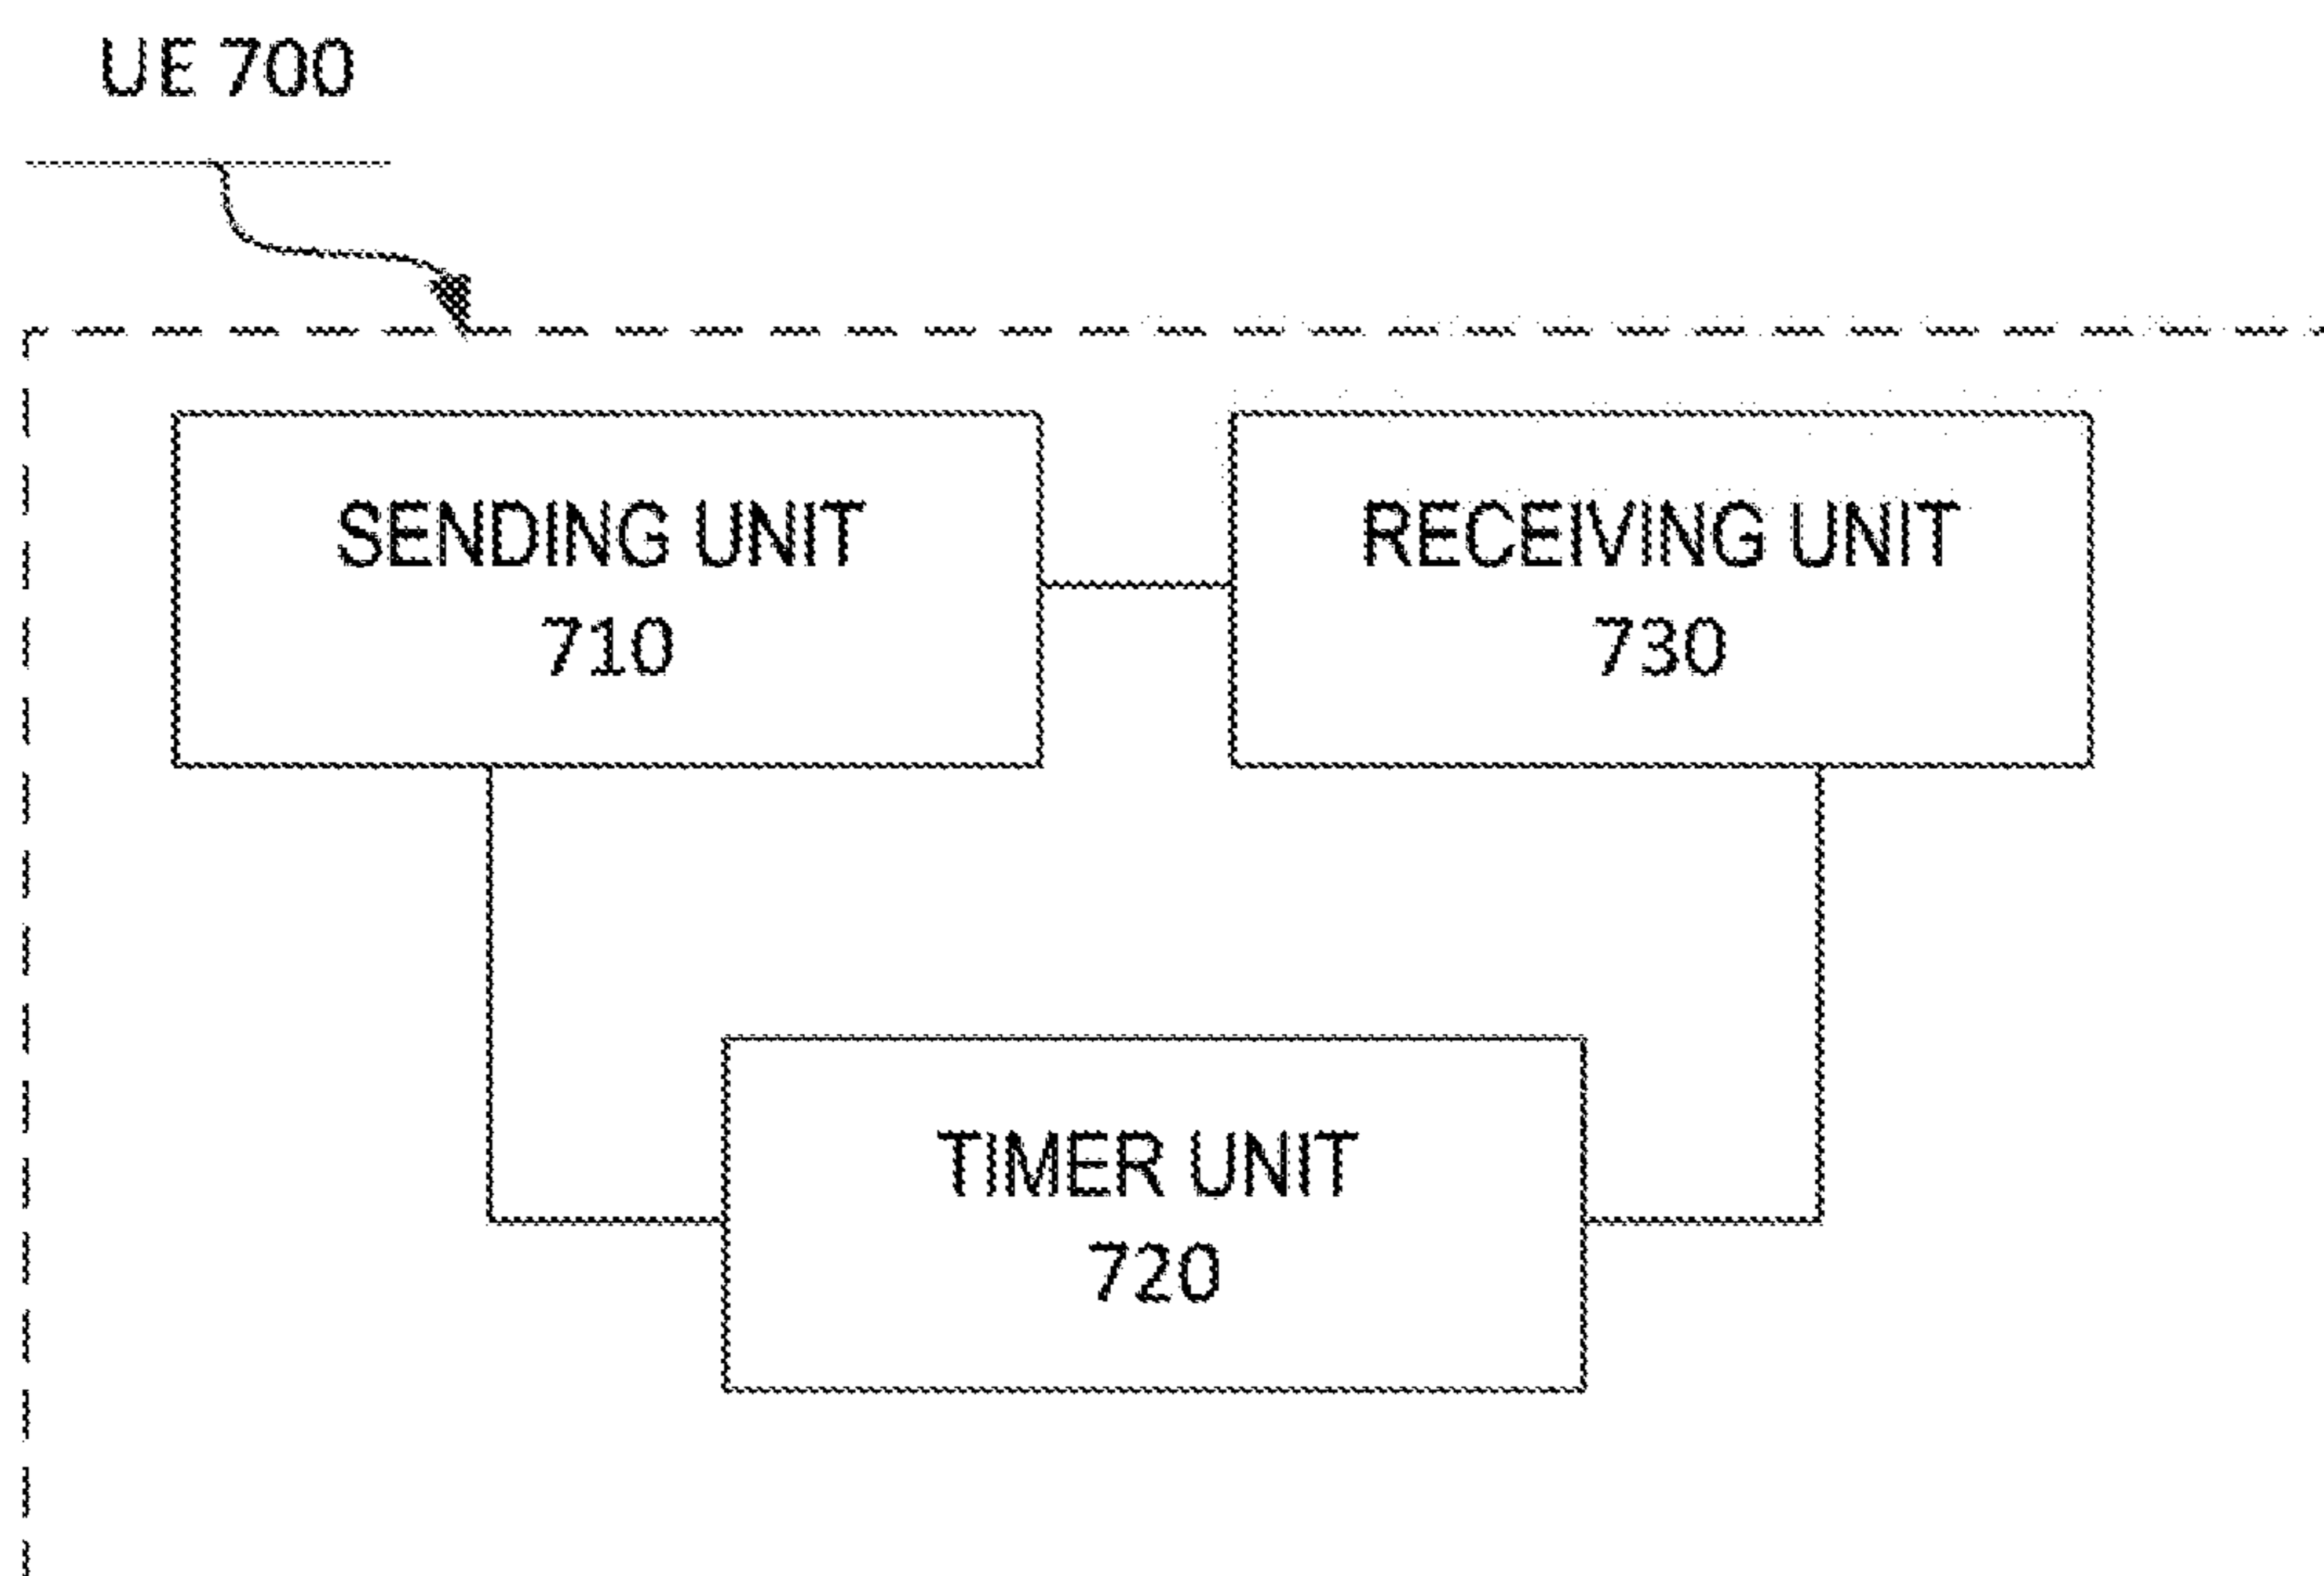 UE 700
SENDING UNIT
710
RECEIVING UNIT
730
TIMER UNIT
720